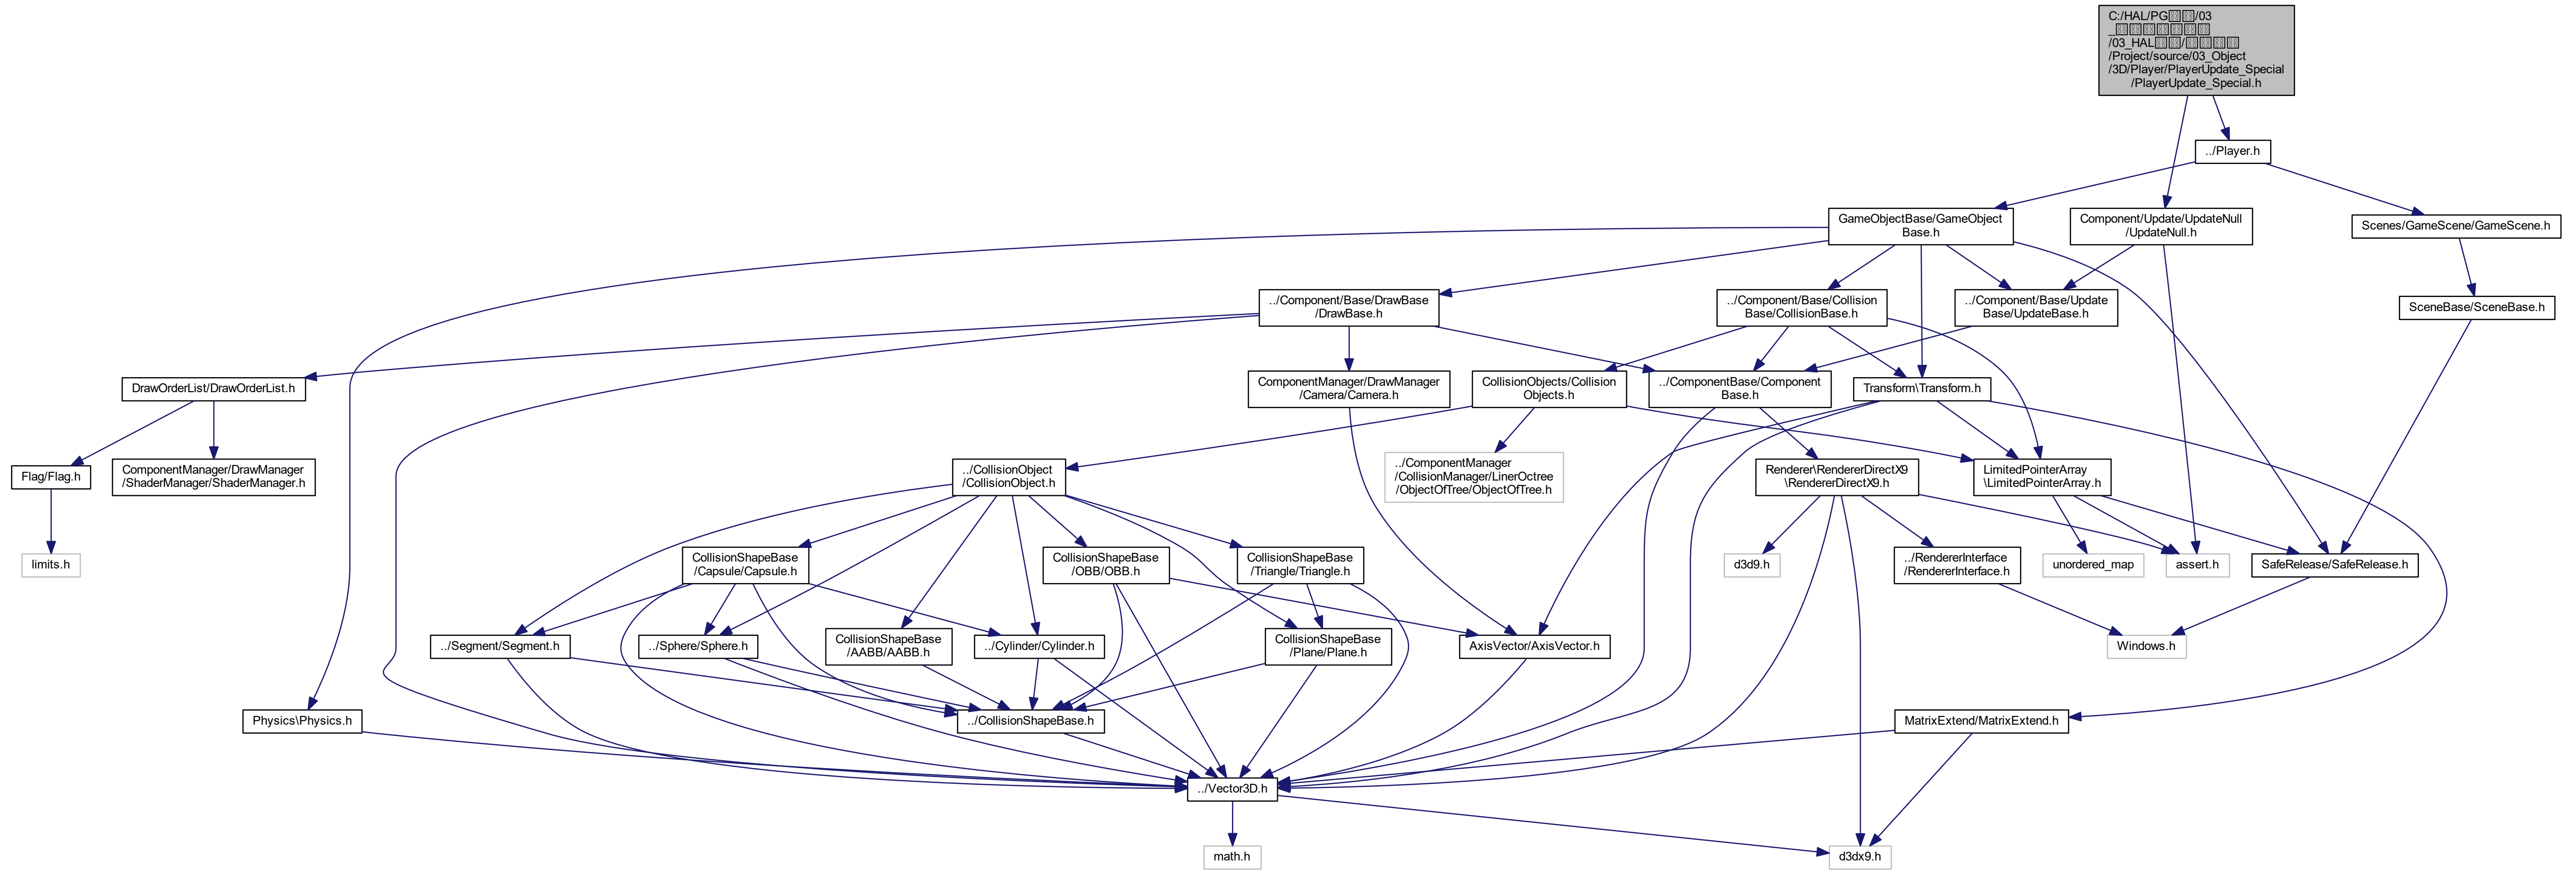 C:/HAL/PG/03
_
/03_HAL/
/Project/source/03_Object
/3D/Player/PlayerUpdate_Special
/PlayerUpdate_Special.h
../Player.h
GameObjectBase/GameObject
Base.h
Component/Update/UpdateNull
/UpdateNull.h
Scenes/GameScene/GameScene.h
../Component/Base/DrawBase
/DrawBase.h
../Component/Base/Collision
Base/CollisionBase.h
../Component/Base/Update
Base/UpdateBase.h
SceneBase/SceneBase.h
DrawOrderList/DrawOrderList.h
ComponentManager/DrawManager
/Camera/Camera.h
CollisionObjects/Collision
Objects.h
../ComponentBase/Component
Base.h
Transform\Transform.h
Flag/Flag.h
ComponentManager/DrawManager
/ShaderManager/ShaderManager.h
../CollisionObject
/CollisionObject.h
../ComponentManager
/CollisionManager/LinerOctree
/ObjectOfTree/ObjectOfTree.h
Renderer\RendererDirectX9
\RendererDirectX9.h
LimitedPointerArray
\LimitedPointerArray.h
limits.h
CollisionShapeBase
/Capsule/Capsule.h
CollisionShapeBase
/OBB/OBB.h
CollisionShapeBase
/Triangle/Triangle.h
d3d9.h
../RendererInterface
/RendererInterface.h
unordered_map
assert.h
SafeRelease/SafeRelease.h
../Segment/Segment.h
../Sphere/Sphere.h
CollisionShapeBase
/AABB/AABB.h
../Cylinder/Cylinder.h
CollisionShapeBase
/Plane/Plane.h
AxisVector/AxisVector.h
Windows.h
Physics\Physics.h
../CollisionShapeBase.h
MatrixExtend/MatrixExtend.h
../Vector3D.h
math.h
d3dx9.h